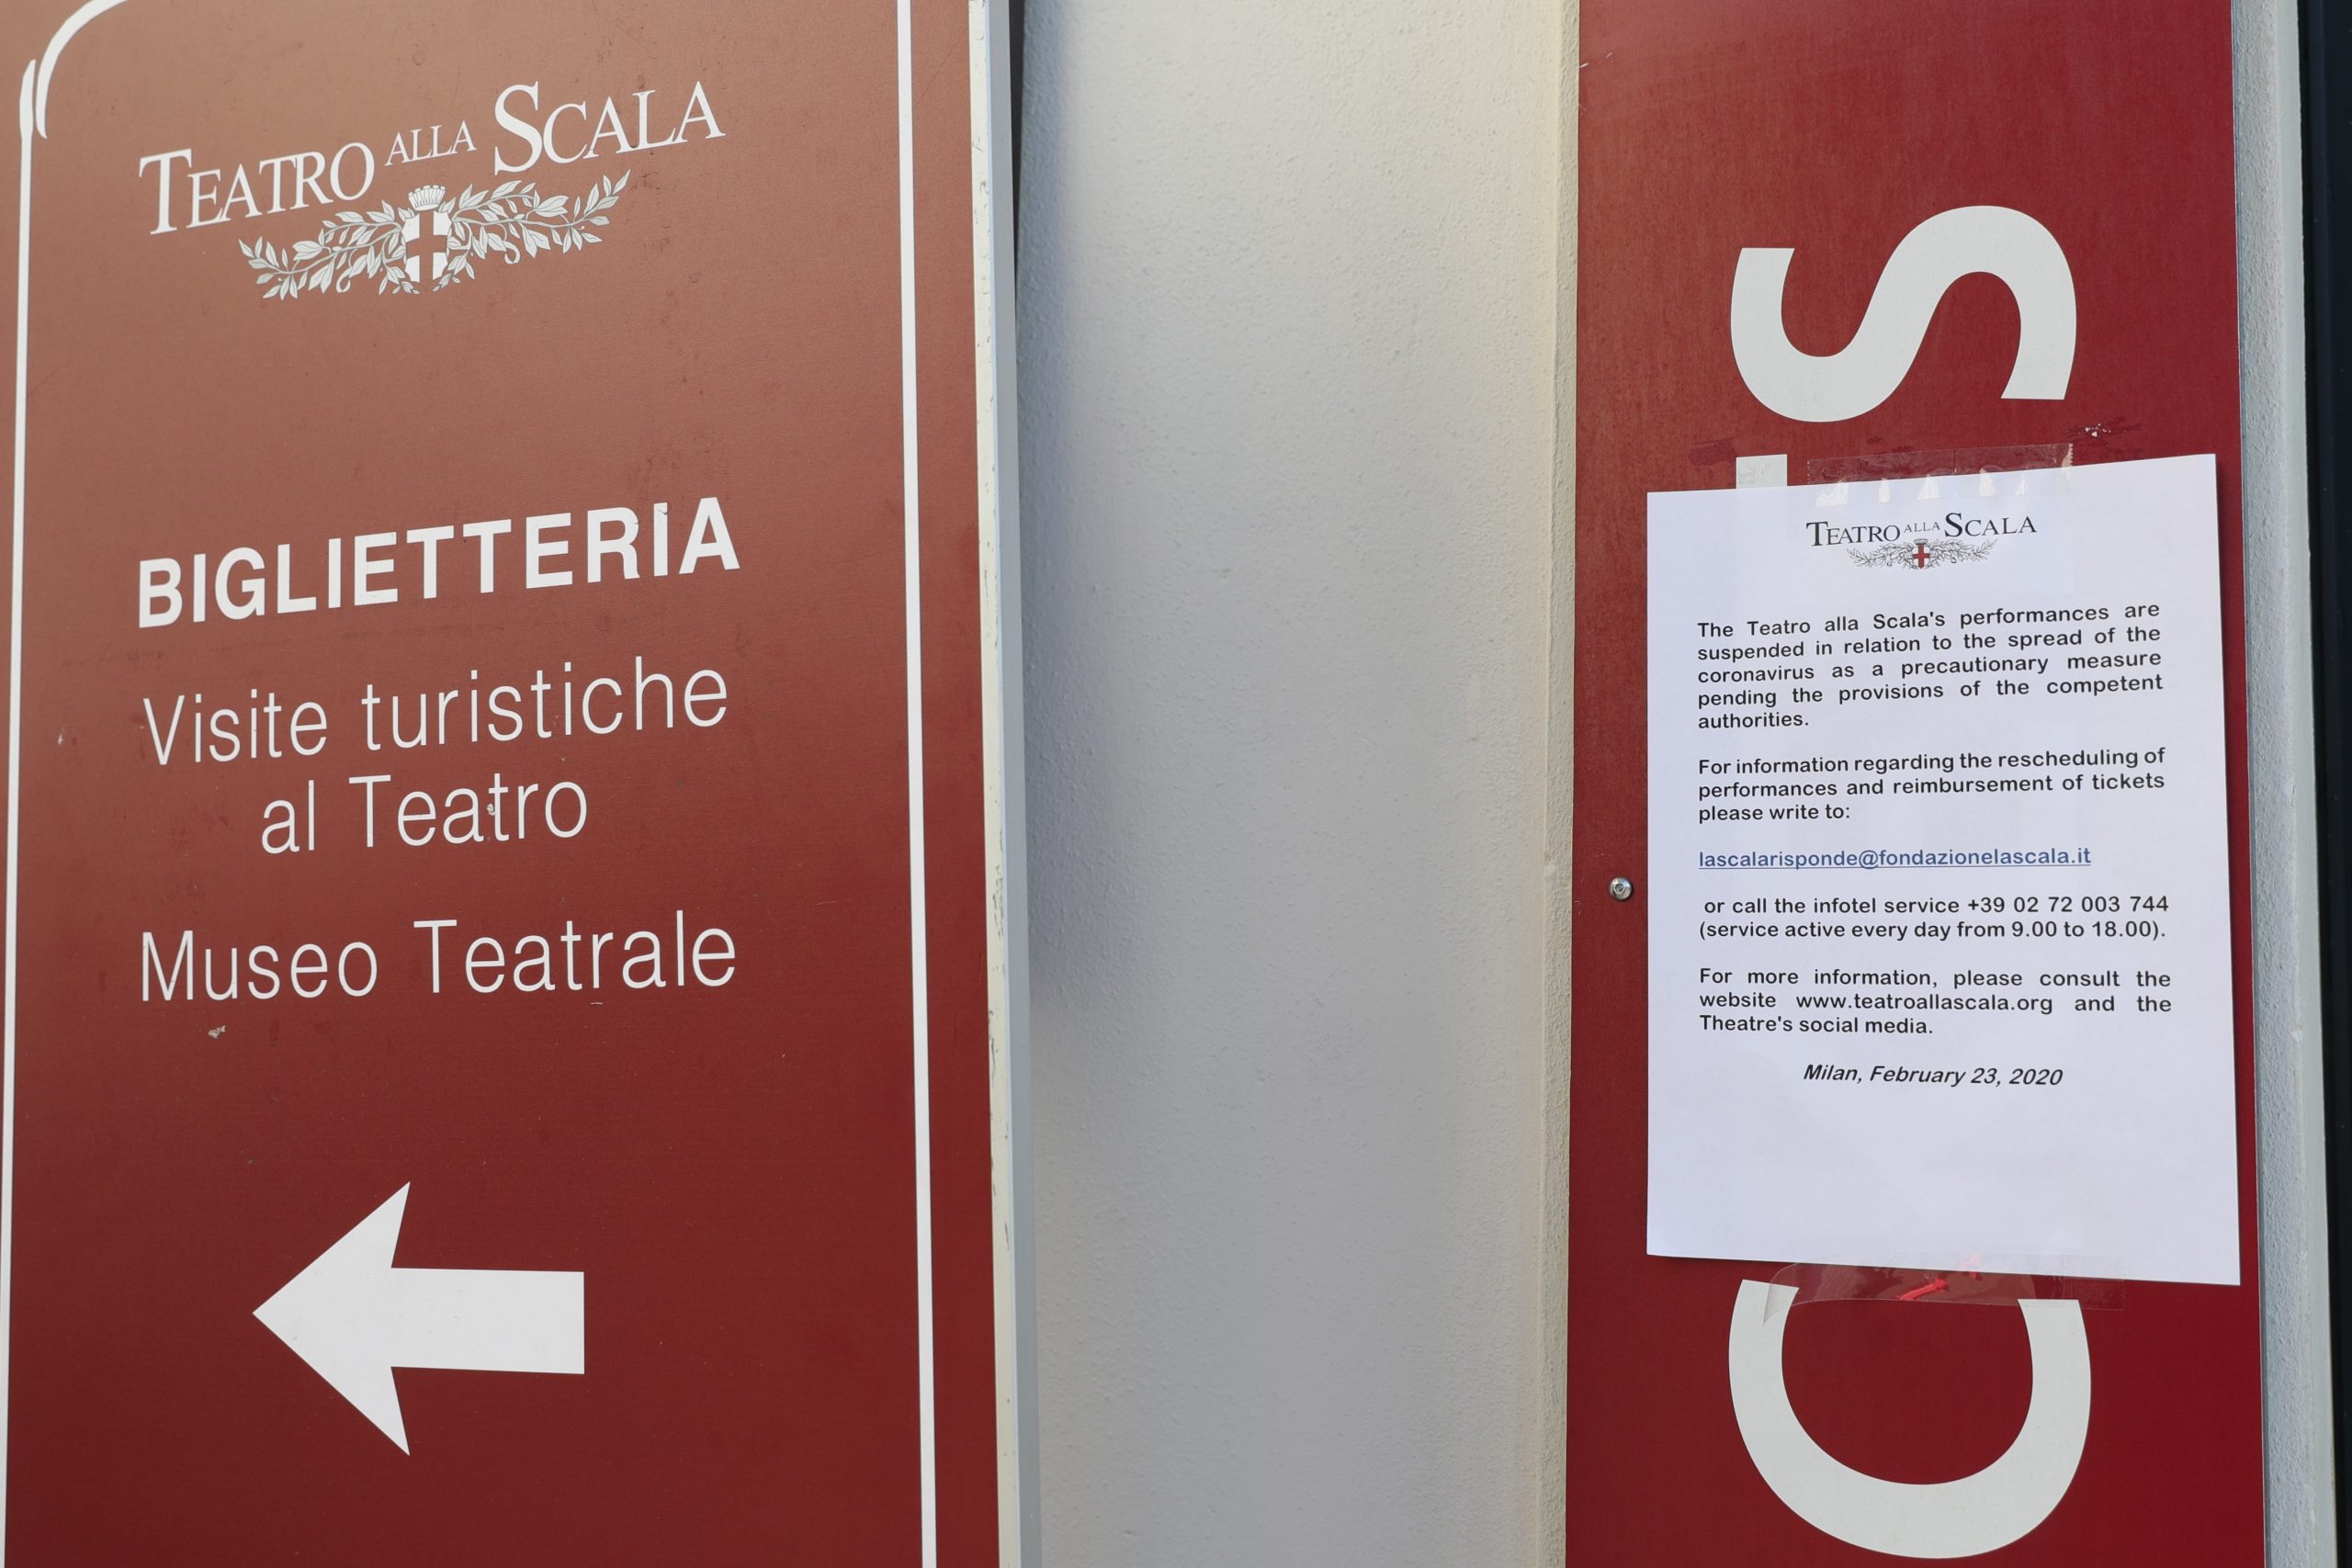 TEATRO ALLA SCALA
BIGLIETTERIA
Visite turistiche
al Teatro
Museo Teatrale
S
C
TEATRO ALLA SCALA
The Teatro alla Scala's performances are
suspended in relation to the spread of the
coronavirus as a precautionary measure
pending the provisions of the competent
authorities.
For information regarding the rescheduling of
performances and reimbursement of tickets
please write to:
lascalarisponde@fondazionelascala.it
or call the infotel service +39 02 72 003 744
(service active every day from 9.00 to 18.00).
For more information, please consult the
website www.teatroallascala.org and the
Theatre's social media.
Milan, February 23, 2020